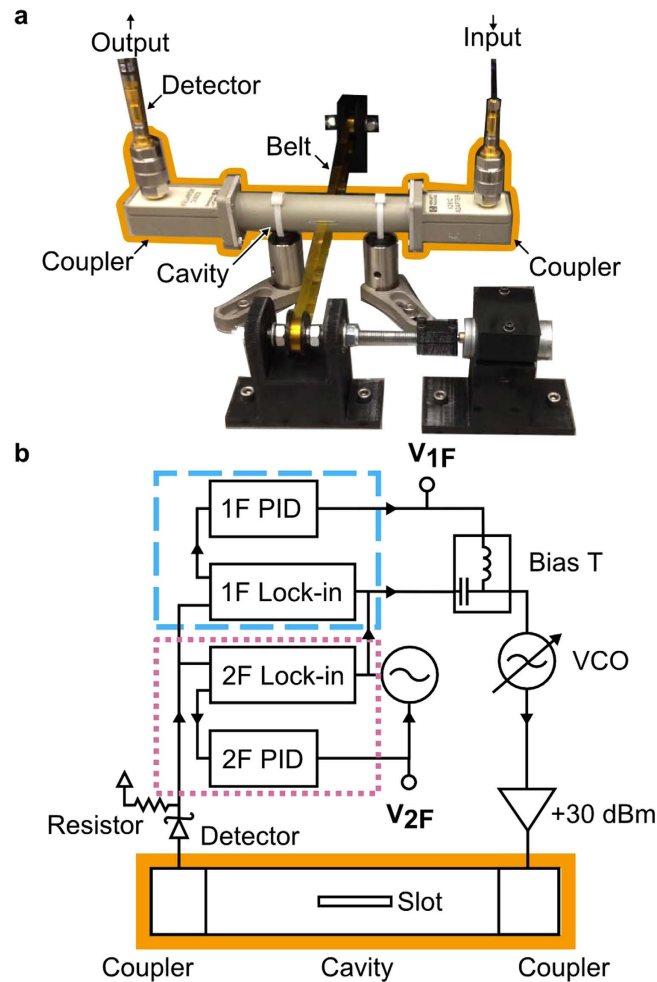 a
Output
Input
Detector
Belt
Coupler
Cavity
Coupler
b
V1F
1F PID
Bias T
1F Lock-in
2F Lock-in
VCO
2F PID
V2F
Resistor
Detector
+30 dBm
Slot
Coupler
Cavity
Coupler